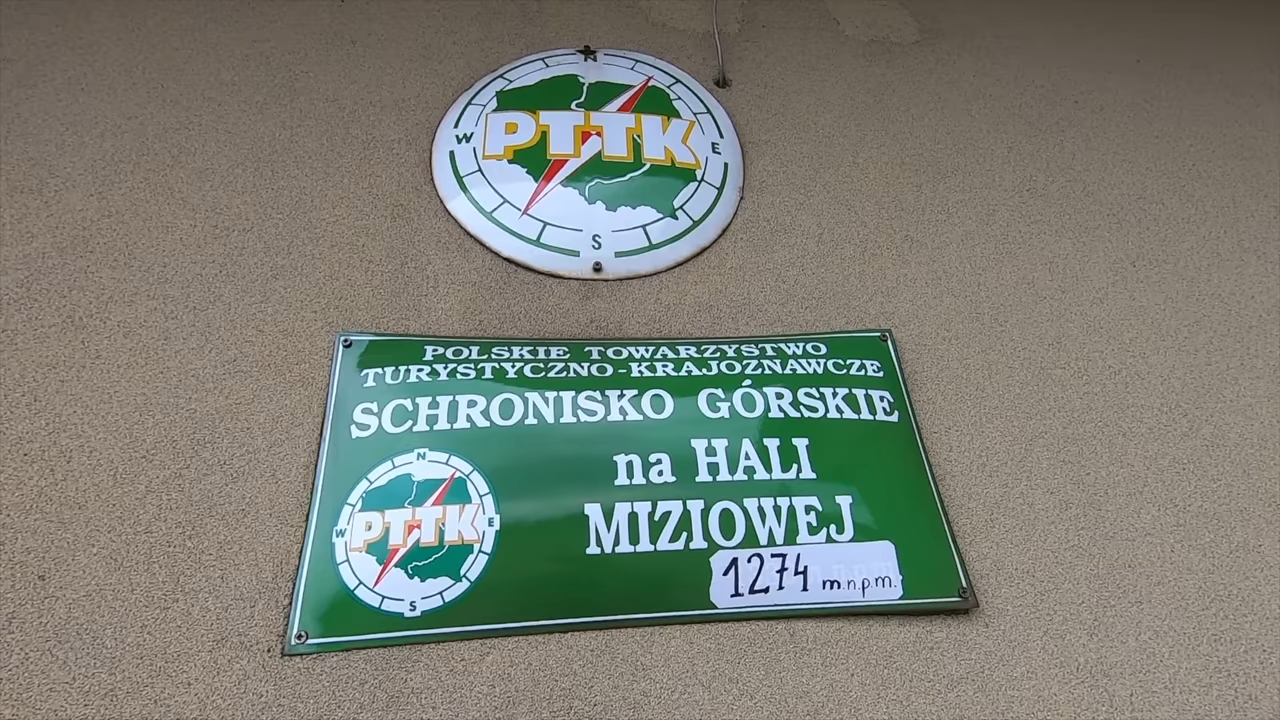 N
W
PTTK
E
S
POLSKIE TOWARZYSTWO
TURYSTYCZNO-KRAJOZNAWCZE
SCHRONISKO GÓRSKIE
na HALI
MIZIOWEJ
1274 m.n.p.m.
N
W
PTTK
E
S